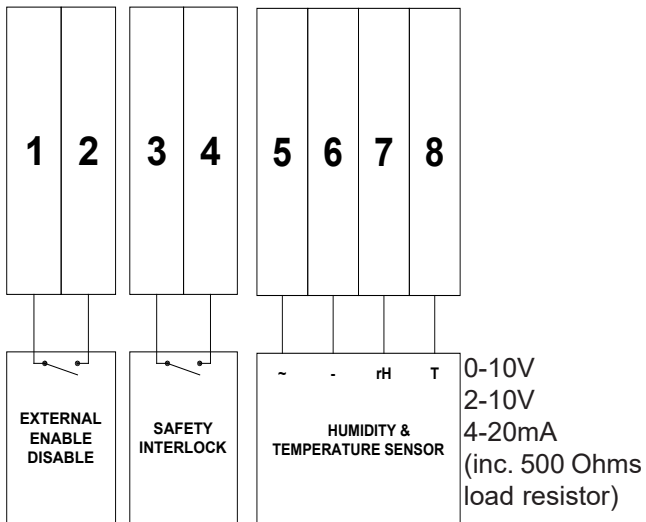 1 2 3 4 5 6 7 8
~ - rH T
EXTERNAL
ENABLE
DISABLE
SAFETY
INTERLOCK
HUMIDITY &
TEMPERATURE SENSOR
0-10V
2-10V
4-20mA
(inc. 500 Ohms
load resistor)